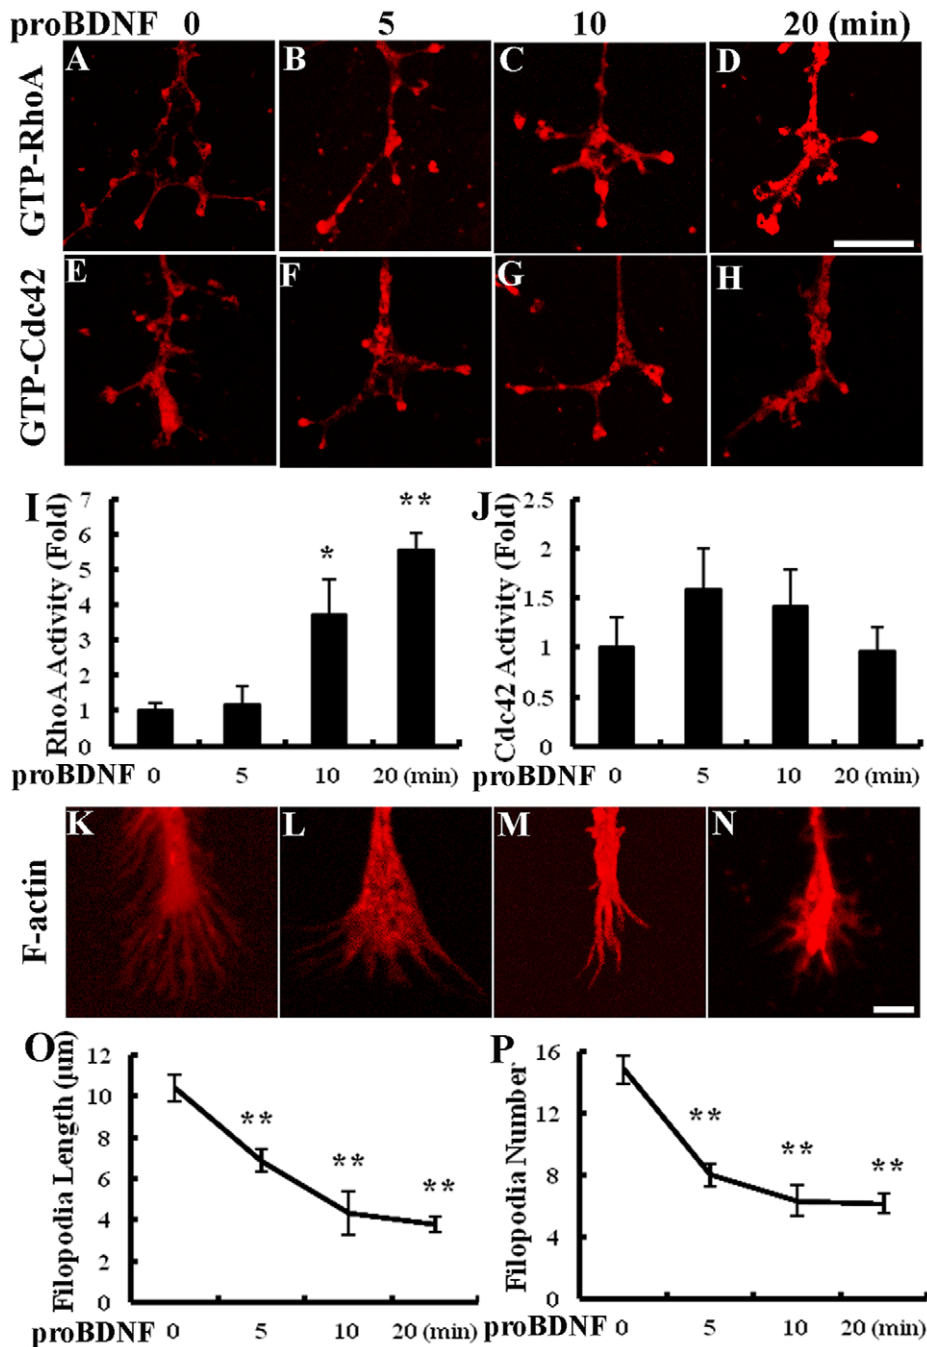 proBDNF 0 5 10 20 (min)
GTP-RhoA
A B C D
GTP-Cdc42
E F G H
I
RhoA Activity (Fold)
7
6
5
4
3
2
1
0
*
**
proBDNF 0 5 10 20 (min)
J
Cdc42 Activity (Fold)
2.5
2
1.5
1
0.5
0
proBDNF 0 5 10 20 (min)
F-actin
K L M N
O
Filopodia Length (μm)
12
10
8
6
4
2
0
**
**
**
proBDNF 0 5 10 20 (min)
P
Filopodia Number
16
12
8
4
0
**
**
**
proBDNF 0 5 10 20 (min)